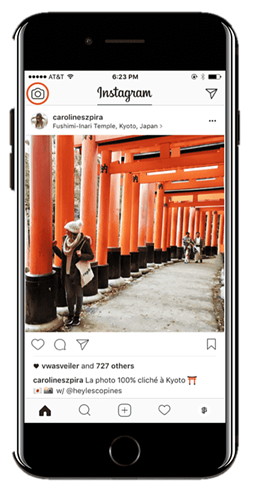 ●●●●● AT&T 6:23 PM
Instagram
carolineszpira
Fushimi-Inari Temple, Kyoto, Japan >
vwasveiler and 727 others
carolineszpira La photo 100% cliché à Kyoto ⛩
🇯🇵 📸 w/ @heylescopines